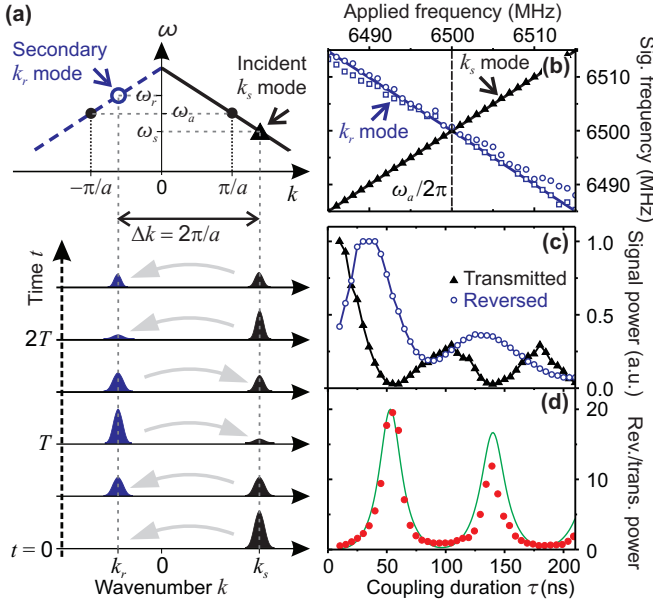 (a)
Secondary
k_r mode
ω
Incident
k_s mode
ω_r
ω_a
ω_s
−π/a
0
π/a
k
Δk = 2π/a
Time t
2T
T
t = 0
k_r
0
k_s
Wavenumber k
Applied frequency (MHz)
6490
6500
6510
(b)
k_s mode
k_r mode
ω_a/2π
6510
6500
6490
Sig. frequency (MHz)
(c)
Transmitted
Reversed
1.0
0.5
0.0
Signal power (a.u.)
(d)
20
10
0
Rev./trans. power
0
50
100
150
200
Coupling duration τ (ns)